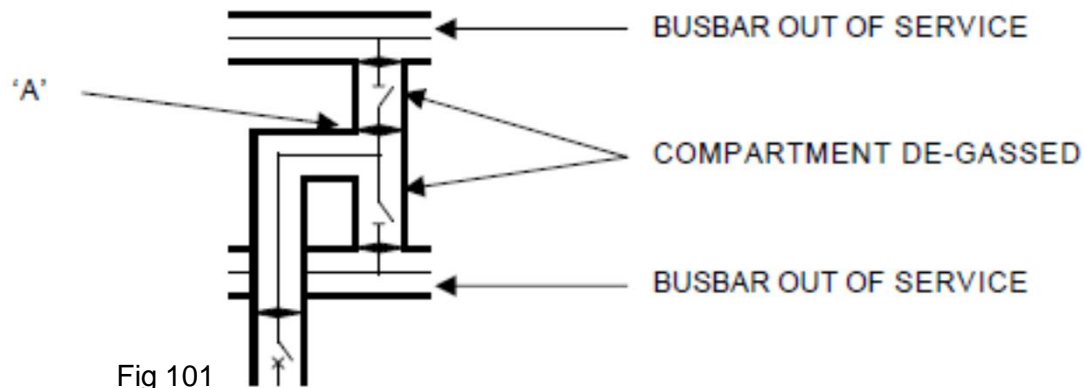 BUSBAR OUT OF SERVICE
‘A’
COMPARTMENT DE-GASSED
BUSBAR OUT OF SERVICE
Fig 101